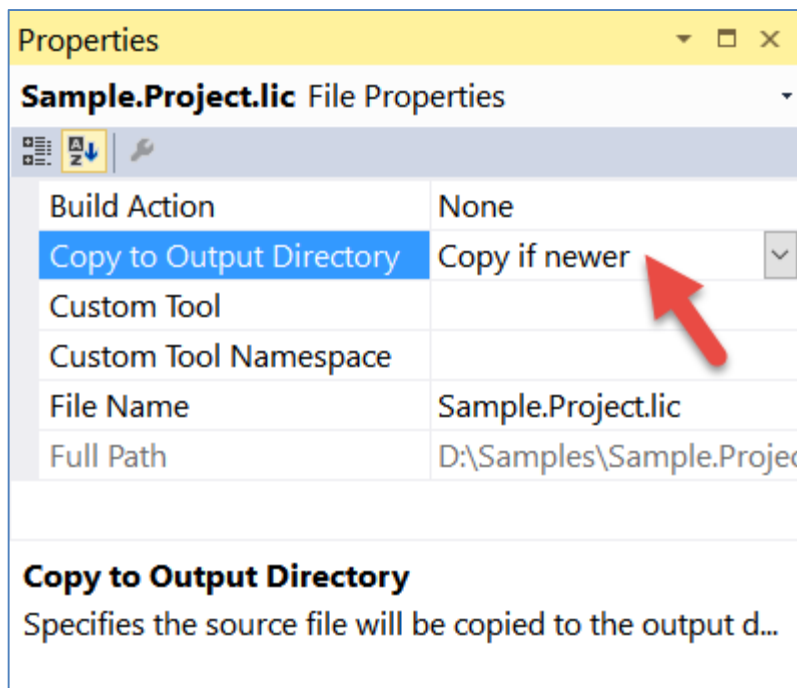 Properties
Sample.Project.lic File Properties
Build Action None
Copy to Output Directory Copy if newer
Custom Tool
Custom Tool Namespace
File Name Sample.Project.lic
Full Path D:\Samples\Sample.Projec
Copy to Output Directory
Specifies the source file will be copied to the output d...